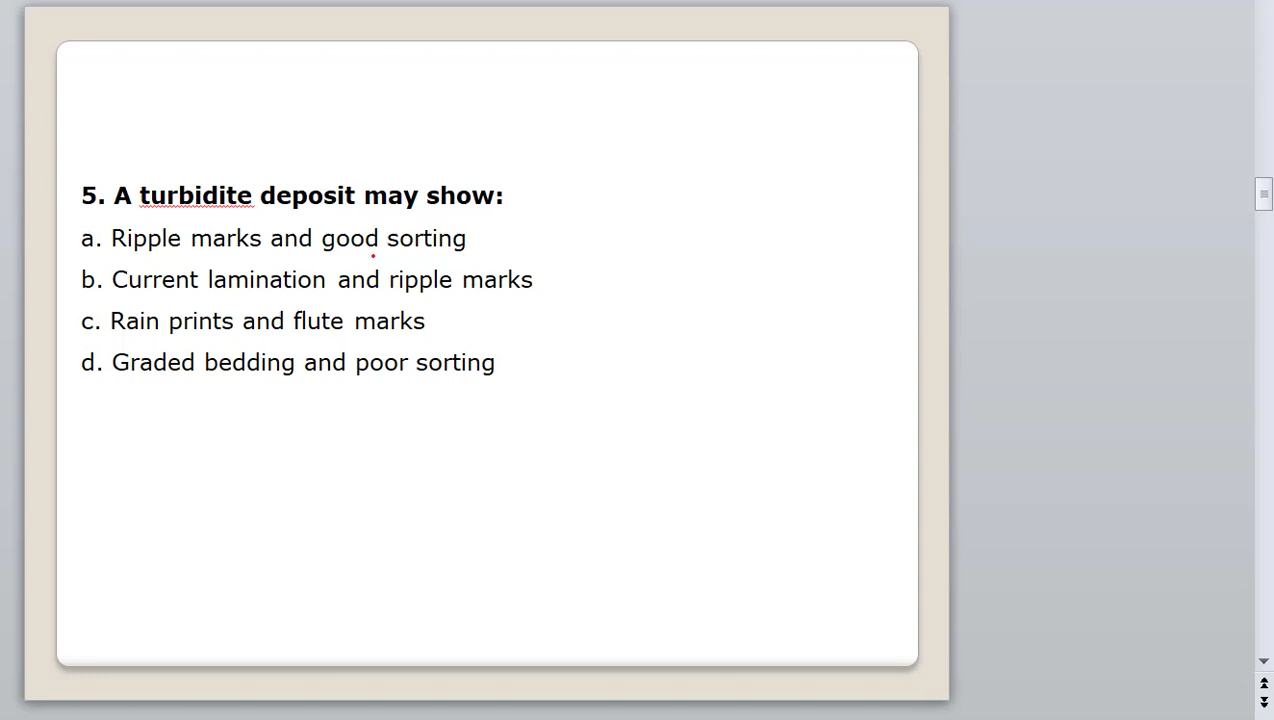 5. A turbidite deposit may show:
a. Ripple marks and good sorting
b. Current lamination and ripple marks
c. Rain prints and flute marks
d. Graded bedding and poor sorting